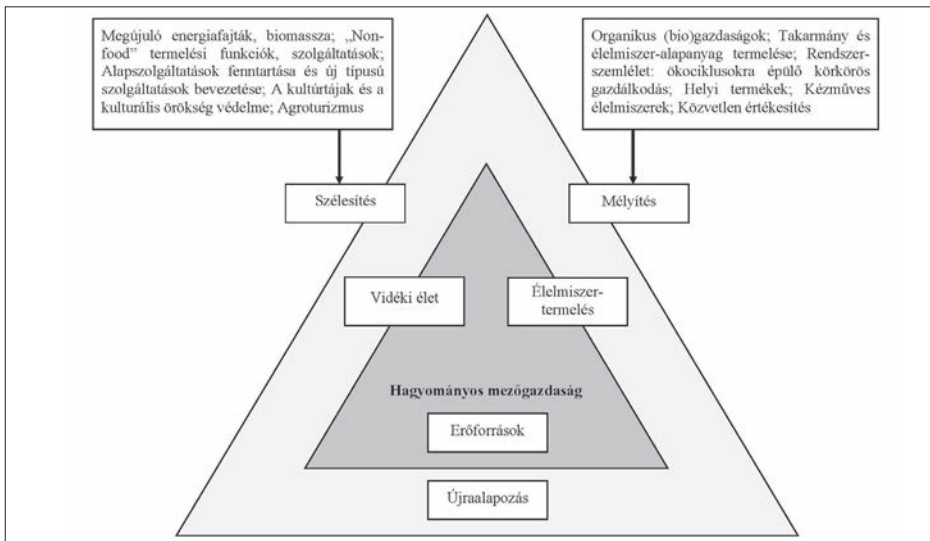 Megújuló energiafajták, biomassza; „Non-
food” termelési funkciók, szolgáltatások;
Alapszolgáltatások fenntartása és új típusú
szolgáltatások bevezetése; A kultúrtájak és a
kulturális örökség védelme; Agroturizmus
Organikus (bio)gazdaságok; Takarmány és
élelmiszer-alapanyag termelése; Rendszer-
szemlélet: ökociklusokra épülő körkörös
gazdálkodás; Helyi termékek; Kézműves
élelmiszerek; Közvetlen értékesítés
Szélesítés
Mélyítés
Vidéki élet
Élelmiszer-
termelés
Hagyományos mezőgazdaság
Erőforrások
Újraalapozás